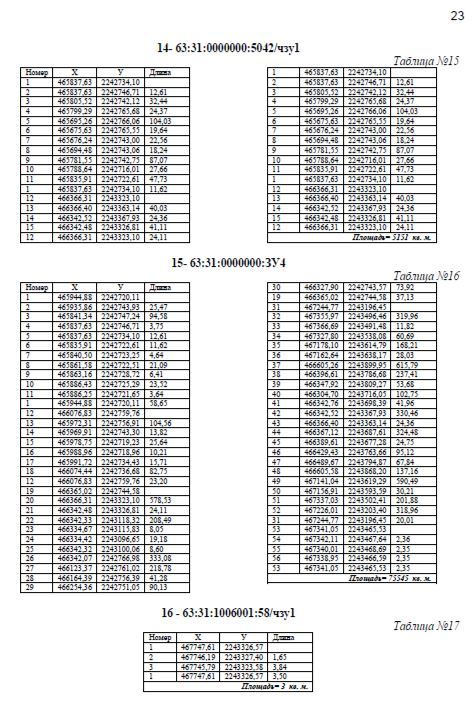 23
14- 63:31:0000000:5042/чзу1
Таблица №15
Номер X У Длина
1 465837,63 2242734,10
2 465837,63 2242746,71 12,61
3 465805,52 2242742,12 32,44
4 465799,29 2242765,68 24,37
5 465695,26 2242766,06 104,03
6 465675,63 2242765,55 19,64
7 465676,24 2242743,00 22,56
8 465694,48 2242743,06 18,24
9 465781,55 2242742,75 87,07
10 465788,64 2242716,01 27,66
11 465835,91 2242722,61 47,73
1 465837,63 2242734,10 11,62
12 466366,31 2243323,10
13 466366,40 2243363,14 40,03
14 466342,52 2243367,93 24,36
15 466342,48 2243326,81 41,11
12 466366,31 2243323,10 24,11
1 465837,63 2242734,10
2 465837,63 2242746,71 12,61
3 465805,52 2242742,12 32,44
4 465799,29 2242765,68 24,37
5 465695,26 2242766,06 104,03
6 465675,63 2242765,55 19,64
7 465676,24 2242743,00 22,56
8 465694,48 2242743,06 18,24
9 465781,55 2242742,75 87,07
10 465788,64 2242716,01 27,66
11 465835,91 2242722,61 47,73
1 465837,63 2242734,10 11,62
12 466366,31 2243323,10
13 466366,40 2243363,14 40,03
14 466342,52 2243367,93 24,36
15 466342,48 2243326,81 41,11
12 466366,31 2243323,10 24,11
Площадь= 5151 кв. м.
15- 63:31:0000000:ЗУ4
Таблица №16
Номер X У Длина
1 465944,88 2242720,11
2 465935,86 2242743,93 25,47
3 465841,34 2242747,24 94,58
4 465837,63 2242746,71 3,75
5 465837,63 2242734,10 12,61
6 465835,91 2242722,61 11,62
7 465840,50 2242723,25 4,64
8 465861,58 2242722,51 21,09
9 465863,16 2242728,72 6,41
10 465886,43 2242725,29 23,52
11 465886,25 2242721,65 3,64
1 465944,88 2242720,11 58,65
12 466076,83 2242759,76
13 465972,31 2242756,91 104,56
14 465969,91 2242743,30 13,82
15 465978,75 2242719,23 25,64
16 465988,96 2242718,96 10,21
17 465991,72 2242734,43 15,71
18 466074,44 2242736,68 82,75
12 466076,83 2242759,76 23,20
19 466365,02 2242744,58
20 466366,31 2243323,10 578,53
21 466342,48 2243326,81 24,11
22 466342,33 2243118,32 208,49
23 466334,67 2243115,83 8,05
24 466334,42 2243096,65 19,18
25 466342,32 2243100,06 8,60
26 466342,07 2242766,98 333,08
27 466123,37 2242761,02 218,78
28 466164,39 2242756,39 41,28
29 466254,36 2242751,05 90,13
30 466327,90 2242743,57 73,92
19 466365,02 2242744,58 37,13
31 467244,77 2243196,45
32 467355,97 2243496,46 319,96
33 467366,69 2243491,48 11,82
34 467327,80 2243538,08 60,69
35 467178,10 2243614,79 168,21
36 467162,64 2243638,17 28,03
37 466605,26 2243899,95 615,79
38 466396,61 2243786,68 237,41
39 466347,92 2243809,27 53,68
40 466304,70 2243716,05 102,75
41 466342,76 2243698,39 41,96
42 466342,52 2243367,93 330,46
43 466366,40 2243363,14 24,36
44 466367,12 2243687,61 324,48
45 466389,61 2243677,28 24,75
46 466429,43 2243763,66 95,12
47 466489,67 2243794,87 67,84
48 466605,58 2243868,20 137,16
49 467141,04 2243619,29 590,49
50 467156,91 2243593,59 30,21
51 467337,03 2243502,41 201,88
52 467226,01 2243203,40 318,96
31 467244,77 2243196,45 20,01
53 467341,05 2243465,53
54 467342,11 2243467,64 2,36
55 467340,01 2243468,69 2,35
56 467338,95 2243466,59 2,35
53 467341,05 2243465,53 2,35
Площадь= 75545 кв. м.
16 - 63:31:1006001:58/чзу1
Таблица №17
Номер X У Длина
1 467747,61 2243326,57
2 467746,19 2243327,40 1,65
3 467745,79 2243323,58 3,84
1 467747,61 2243326,57 3,50
Площадь= 3 кв. м.